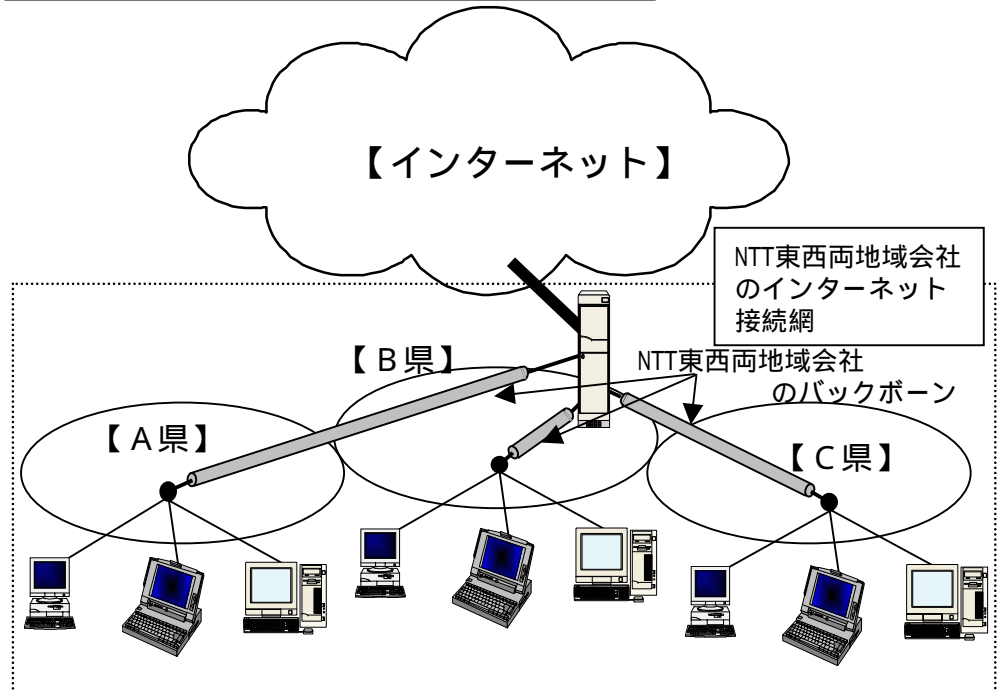 【インターネット】
NTT東西両地域会社
のインターネット
接続網
【B県】
NTT東西両地域会社
のバックボーン
【A県】
【C県】